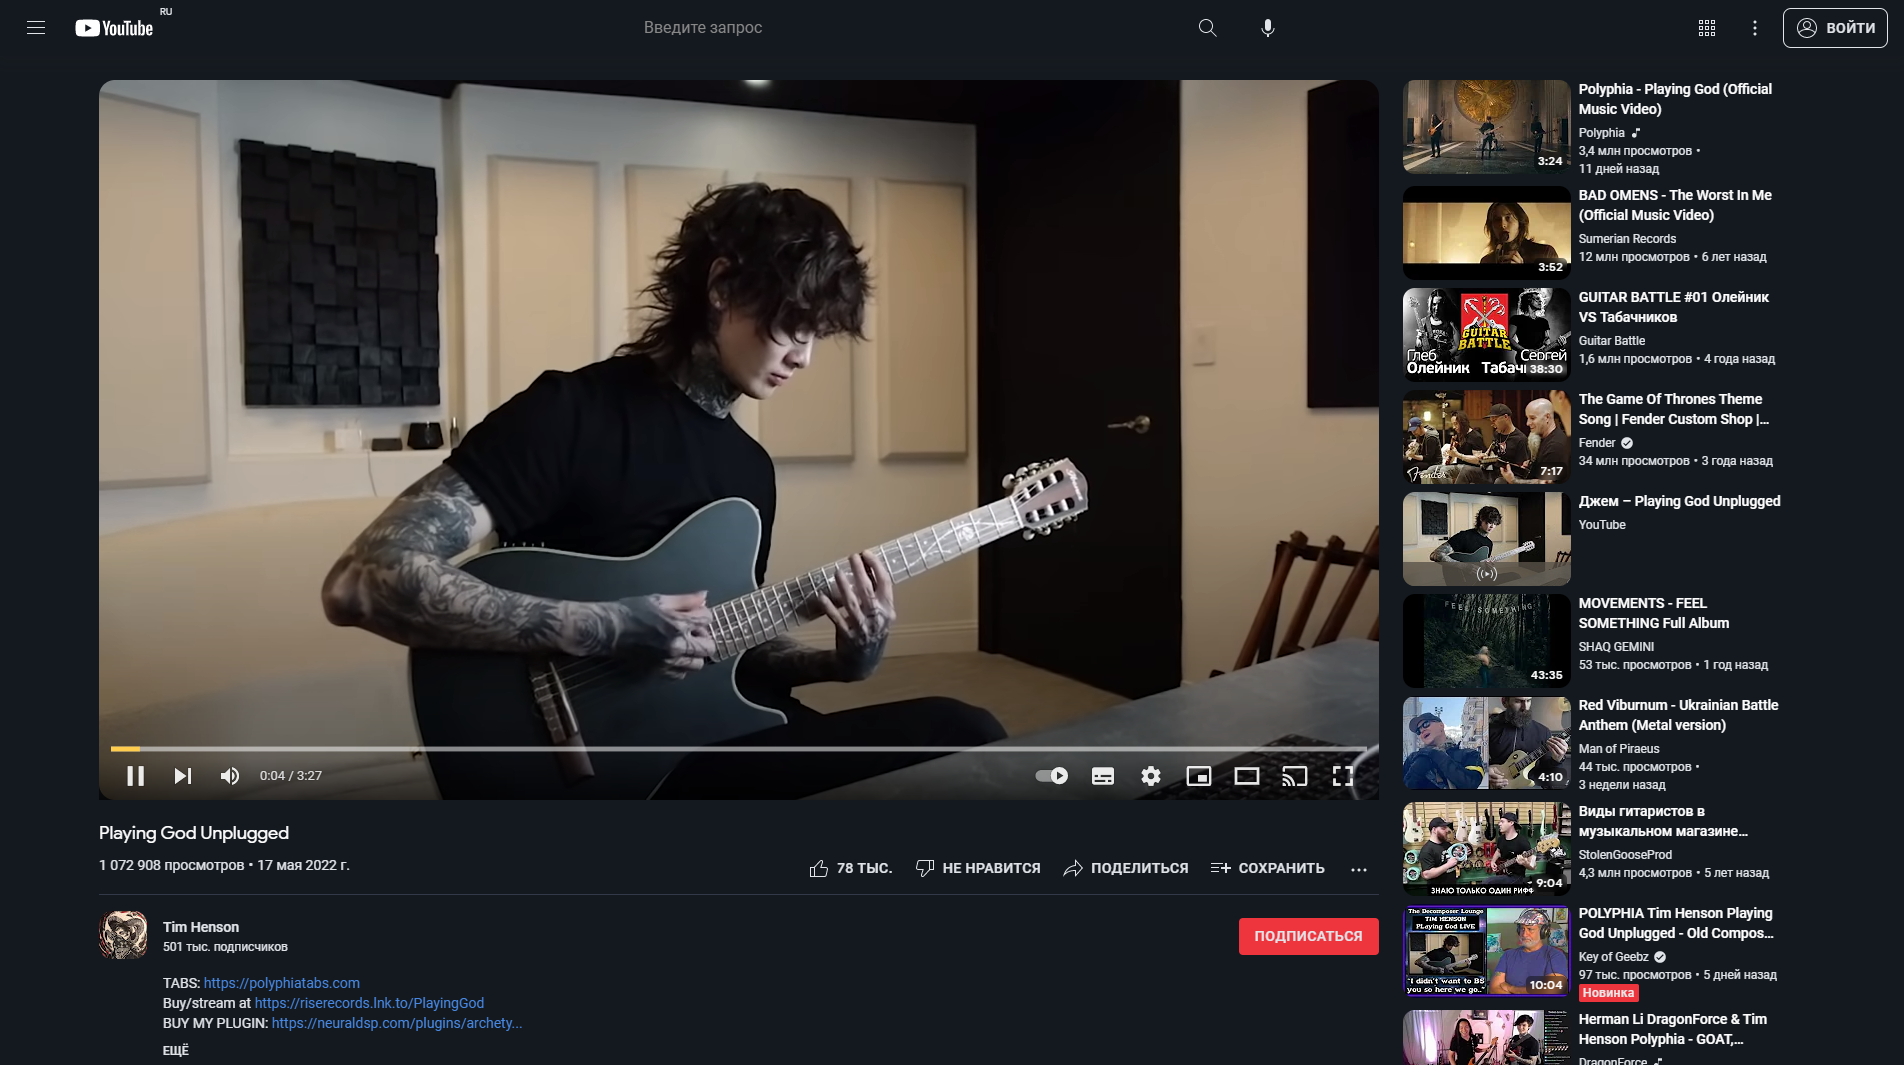 YouTube
RU
Введите запрос
ВОЙТИ
0:04 / 3:27
Playing God Unplugged
1 072 908 просмотров • 17 мая 2022 г.
78 ТЫС.
НЕ НРАВИТСЯ
ПОДЕЛИТЬСЯ
СОХРАНИТЬ
Tim Henson
501 тыс. подписчиков
ПОДПИСАТЬСЯ
TABS: https://polyphiatabs.com
Buy/stream at https://riserecords.lnk.to/PlayingGod
BUY MY PLUGIN: https://neuraldsp.com/plugins/archety...
ЕЩЁ
3:24
Polyphia - Playing God (Official
Music Video)
Polyphia
3,4 млн просмотров •
11 дней назад
3:52
BAD OMENS - The Worst In Me
(Official Music Video)
Sumerian Records
12 млн просмотров • 6 лет назад
GUITAR
BATTLE
Глеб
Сергей
Олейник
Табач
38:30
GUITAR BATTLE #01 Олейник
VS Табачников
Guitar Battle
1,6 млн просмотров • 4 года назад
Fender
7:17
The Game Of Thrones Theme
Song | Fender Custom Shop |...
Fender
34 млн просмотров • 3 года назад
Джем – Playing God Unplugged
YouTube
FEEL SOMETHING
43:35
MOVEMENTS - FEEL
SOMETHING Full Album
SHAQ GEMINI
53 тыс. просмотров • 1 год назад
4:10
Red Viburnum - Ukrainian Battle
Anthem (Metal version)
Man of Piraeus
44 тыс. просмотров •
3 недели назад
ЗНАЮ ТОЛЬКО ОДИН РИФФ
9:04
Виды гитаристов в
музыкальном магазине...
StolenGooseProd
4,3 млн просмотров • 5 лет назад
The Decomposer Lounge
TIM HENSON
PLaying God LIVE
"I didn't want to BS
you so here we go.."
10:04
POLYPHIA Tim Henson Playing
God Unplugged - Old Compos...
Key of Geebz
97 тыс. просмотров • 5 дней назад
Новинка
Herman Li DragonForce & Tim
Henson Polyphia - GOAT,...
DragonForce